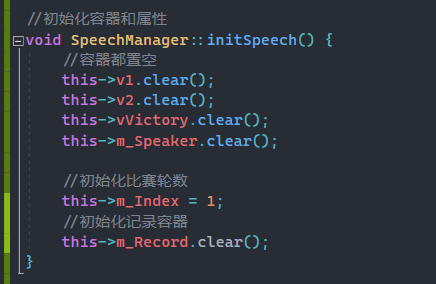 //初始化容器和属性
void SpeechManager::initSpeech() {
//容器都置空
this->v1.clear();
this->v2.clear();
this->vVictory.clear();
this->m_Speaker.clear();
//初始化比赛轮数
this->m_Index = 1;
//初始化记录容器
this->m_Record.clear();
}